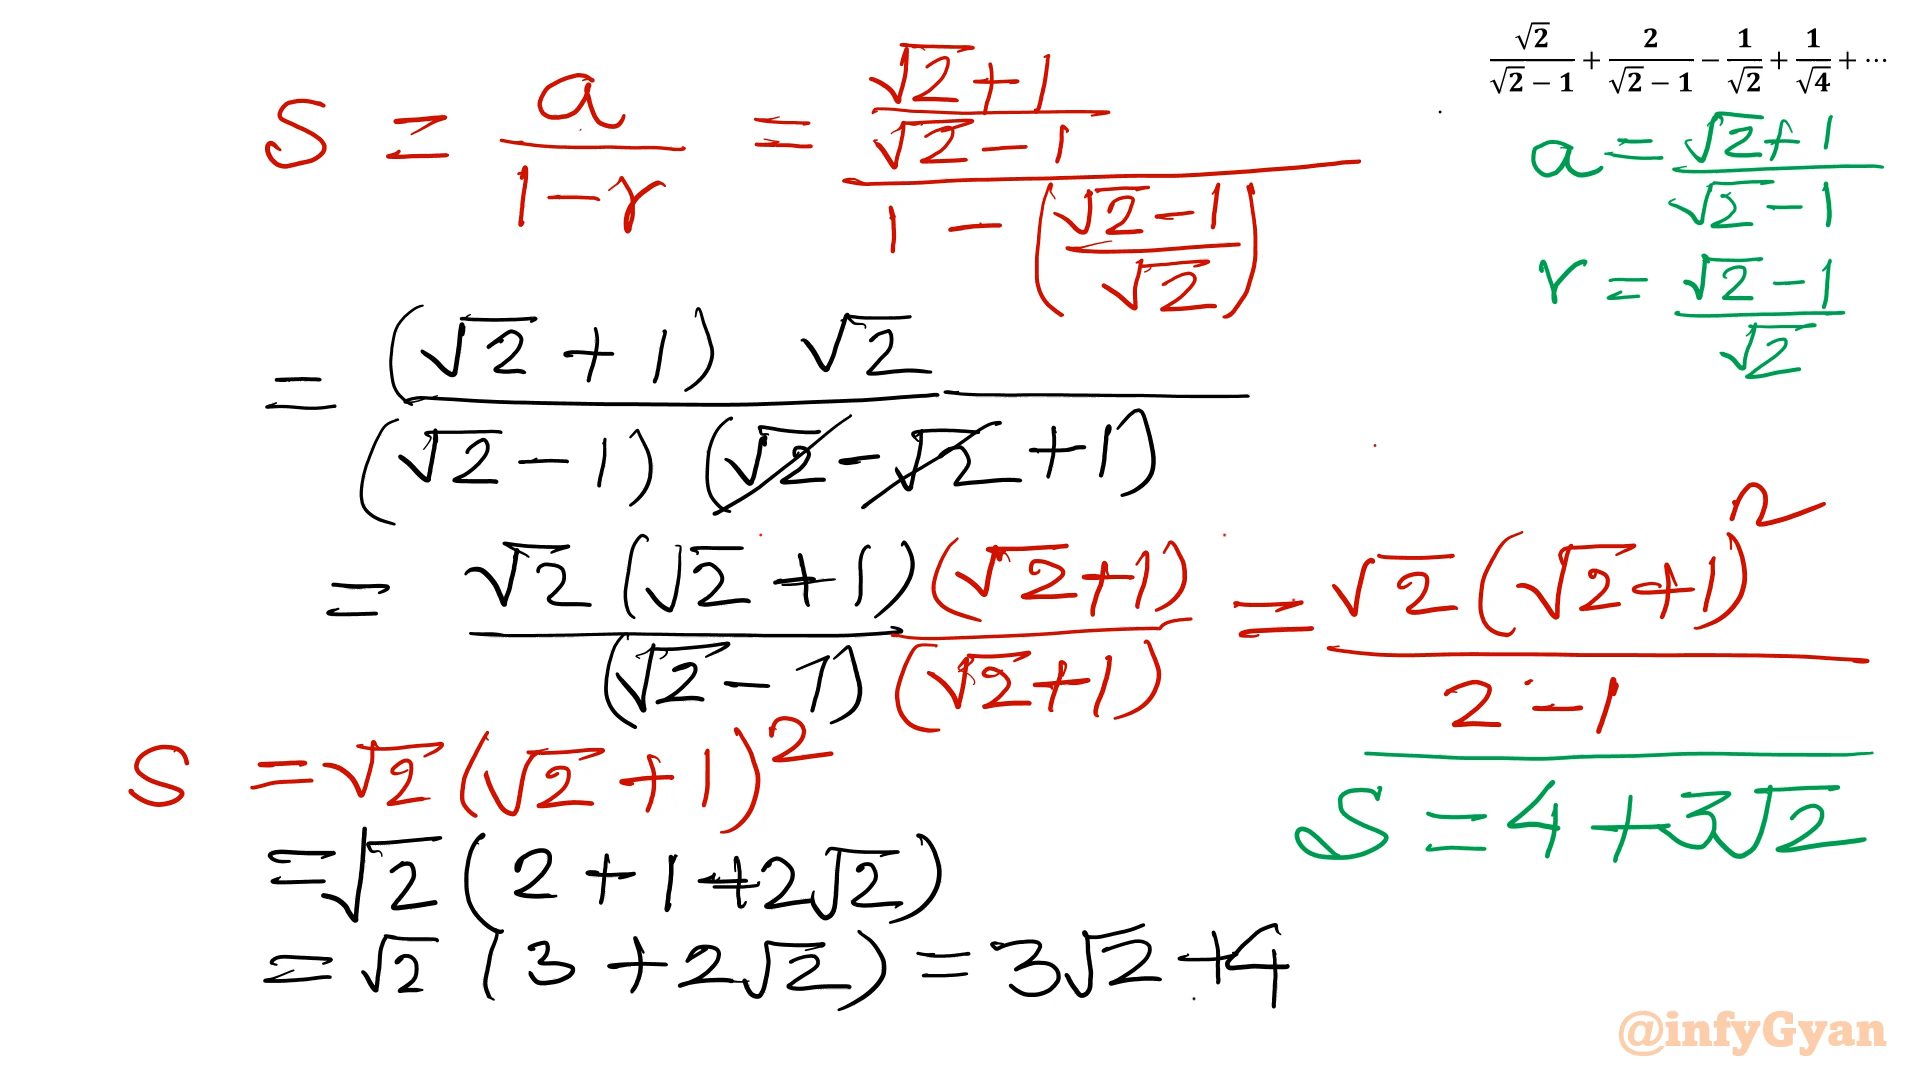 √2/(√2 − 1) + 2/(√2 − 1) − 1/√2 + 1/√4 + ⋯
S = a/(1−r) = ((√2+1)/(√2−1))/(1 − ((√2−1)/√2))
a = (√2+1)/(√2−1)
r = (√2−1)/√2
= ((√2+1) √2)/((√2−1) (√2−√2+1))
= (√2 (√2+1) (√2+1))/((√2−1) (√2+1)) = (√2 (√2+1)²)/(2−1)
S = √2 (√2+1)²
S = 4+3√2
= √2 (2+1+2√2)
= √2 (3+2√2) = 3√2+4
@infyGyan